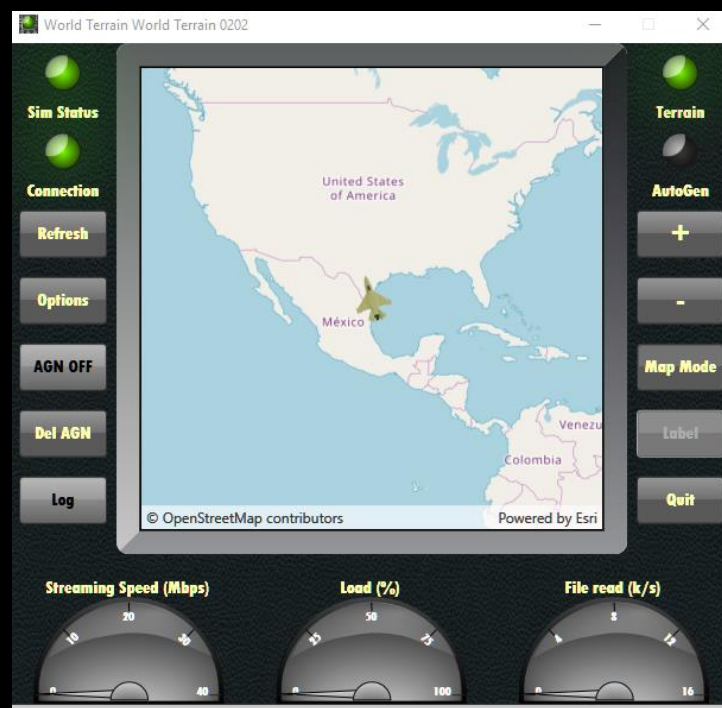 World Terrain World Terrain 0202
Sim Status
Connection
Refresh
Options
AGN OFF
Del AGN
Log
United States
of America
México
Venezu
Colombia
© OpenStreetMap contributors
Powered by Esri
Terrain
AutoGen
+
-
Map Mode
Label
Quit
Streaming Speed (Mbps)
0 10 20 30 40
Load (%)
0 25 50 75 100
File read (k/s)
0 4 8 12 16